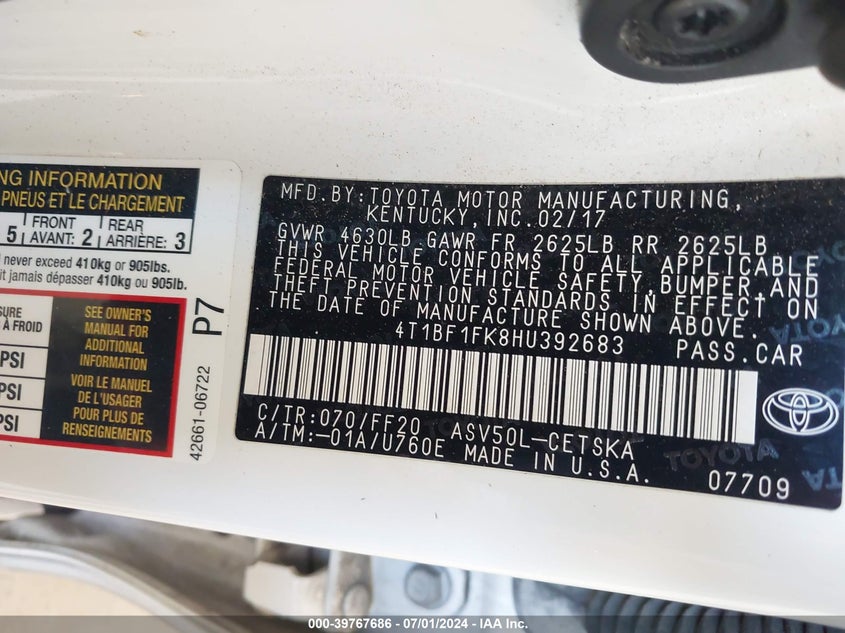 NG INFORMATION
PNEUS ET LE CHARGEMENT
5 FRONT AVANT: 2 REAR ARRIÈRE: 3
never exceed 410kg or 905lbs.
it jamais dépasser 410 kg ou 905lb.
SURE
À FROID
PSI
PSI
PSI
SEE OWNER'S
MANUAL FOR
ADDITIONAL
INFORMATION
VOIR LE MANUEL
DE L'USAGER
POUR PLUS DE
RENSEIGNEMENTS
P7
42661-06722
MFD. BY: TOYOTA MOTOR MANUFACTURING,
KENTUCKY, INC. 02/17
GVWR 4630LB GAWR FR 2625LB RR 2625LB
THIS VEHICLE CONFORMS TO ALL APPLICABLE
FEDERAL MOTOR VEHICLE SAFETY, BUMPER, AND
THEFT PREVENTION STANDARDS IN EFFECT ON
THE DATE OF MANUFACTURE SHOWN ABOVE.
4T1BF1FK8HU392683 PASS. CAR
C/TR: 070/FF20 ASV50L-CETSKA
A/TM: -01A/U760E MADE IN U.S.A.
07709
TOYOTA
000-39767686 - 07/01/2024 - IAA, Inc.